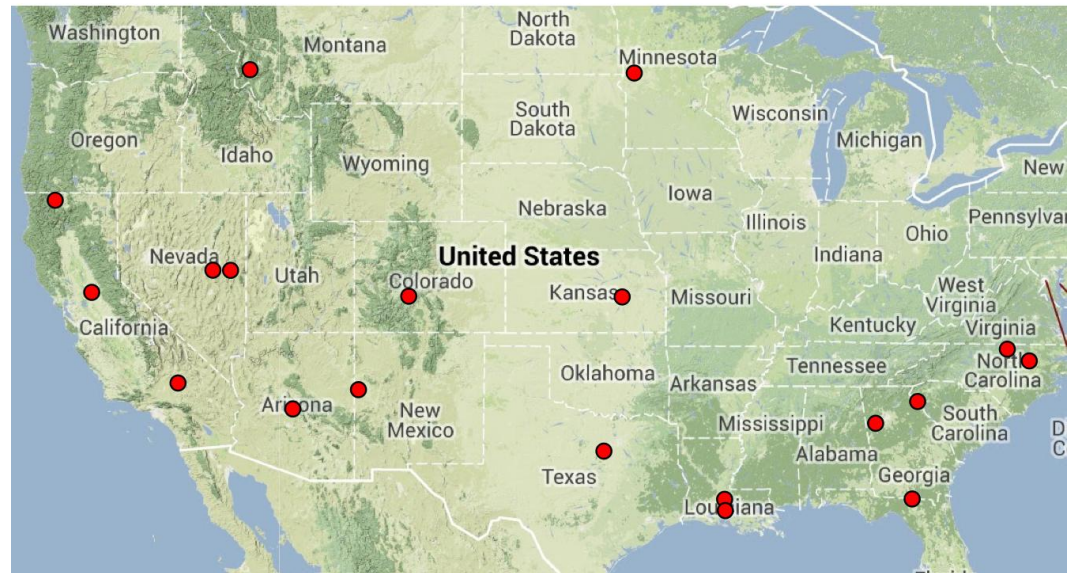 Washington
Montana
North
Dakota
Minnesota
Oregon
Idaho
Wyoming
South
Dakota
Wisconsin
Michigan
New
Iowa
Nebraska
Illinois
Indiana
Ohio
Pennsylvan
Nevada
Utah
Colorado
United States
Kansas
Missouri
West
Virginia
Virginia
California
Kentucky
Arizona
New
Mexico
Oklahoma
Arkansas
Tennessee
North
Carolina
Mississippi
South
Carolina
D
C
Texas
Alabama
Georgia
Louisiana